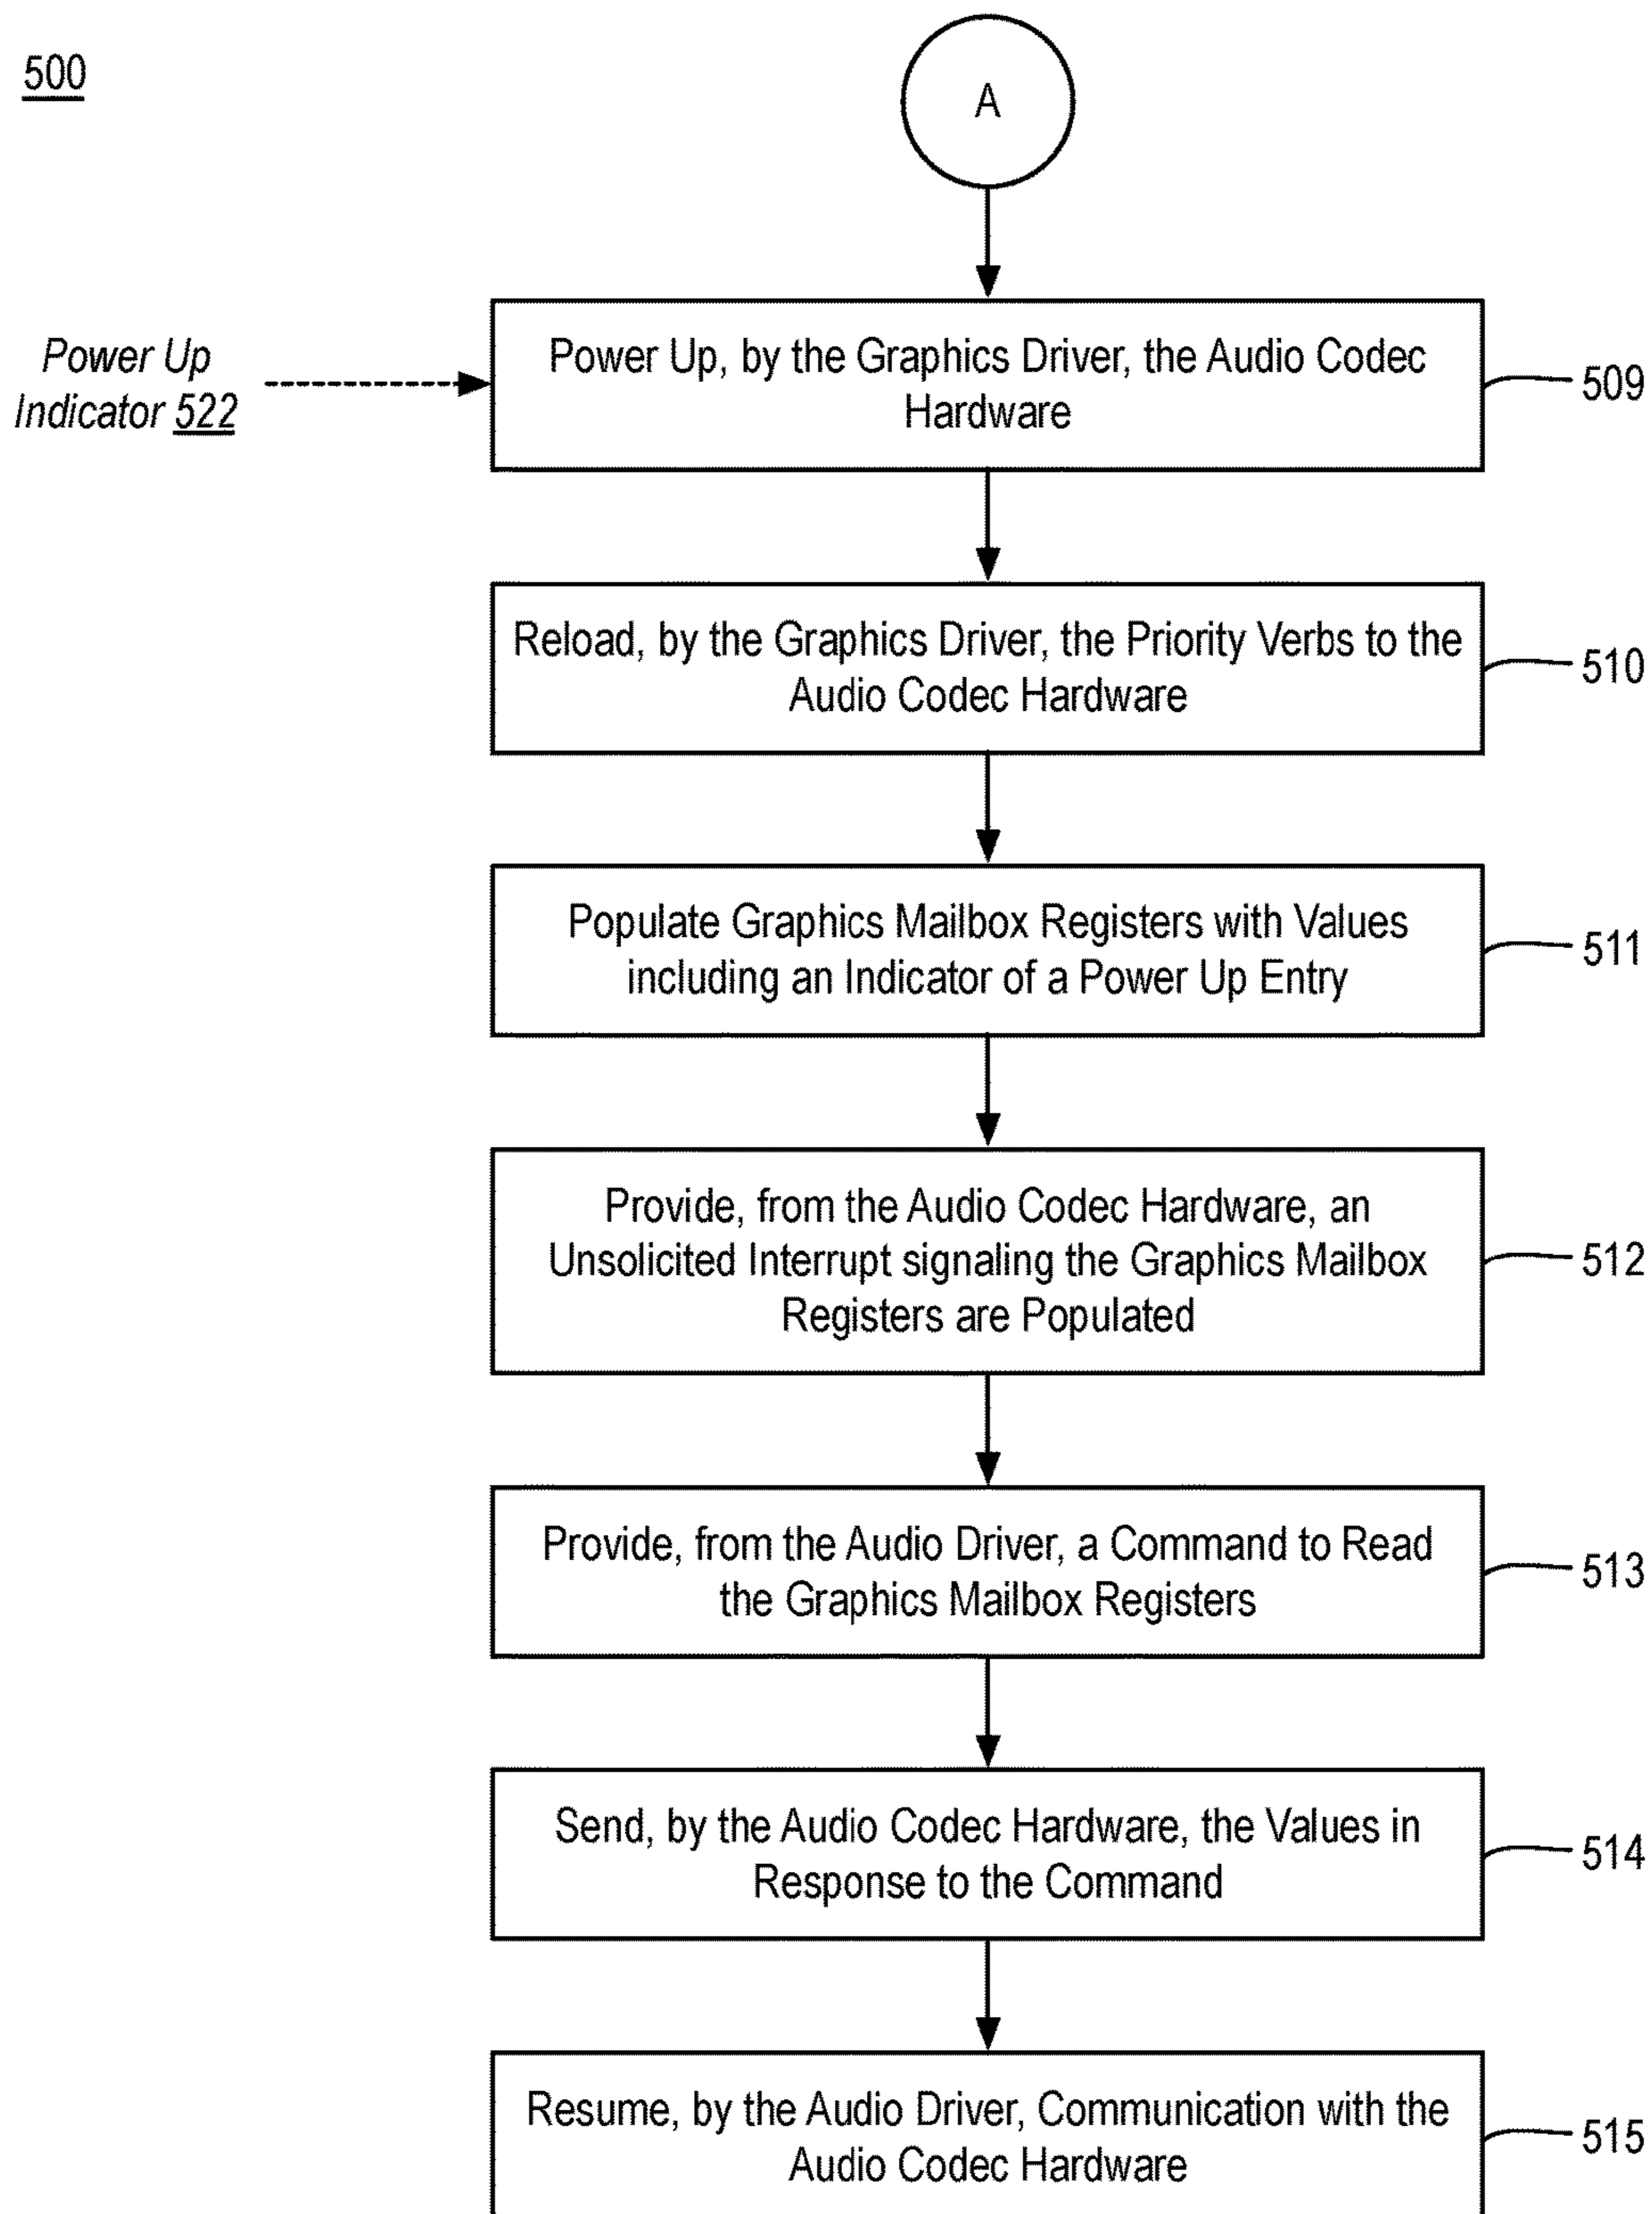 500
A
Power Up
Indicator 522
Power Up, by the Graphics Driver, the Audio Codec
Hardware
509
Reload, by the Graphics Driver, the Priority Verbs to the
Audio Codec Hardware
510
Populate Graphics Mailbox Registers with Values
including an Indicator of a Power Up Entry
511
Provide, from the Audio Codec Hardware, an
Unsolicited Interrupt signaling the Graphics Mailbox
Registers are Populated
512
Provide, from the Audio Driver, a Command to Read
the Graphics Mailbox Registers
513
Send, by the Audio Codec Hardware, the Values in
Response to the Command
514
Resume, by the Audio Driver, Communication with the
Audio Codec Hardware
515